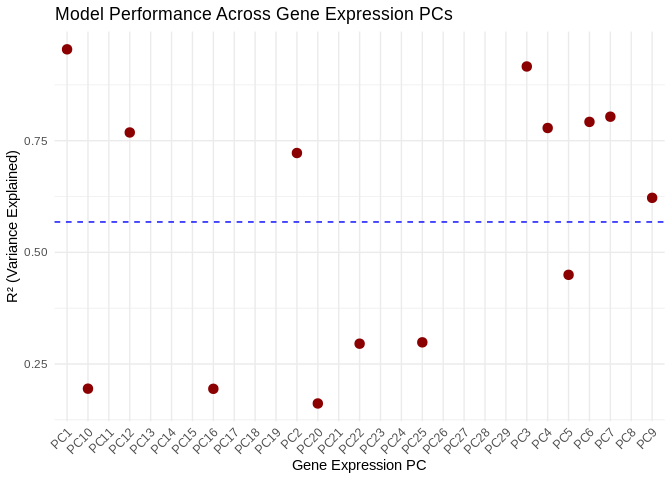 Model Performance Across Gene Expression PCs
R² (Variance Explained)
0.75
0.50
0.25
PC1 PC10 PC11 PC12 PC13 PC14 PC15 PC16 PC17 PC18 PC19 PC2 PC20 PC21 PC22 PC23 PC24 PC25 PC26 PC27 PC28 PC29 PC3 PC4 PC5 PC6 PC7 PC8 PC9
Gene Expression PC